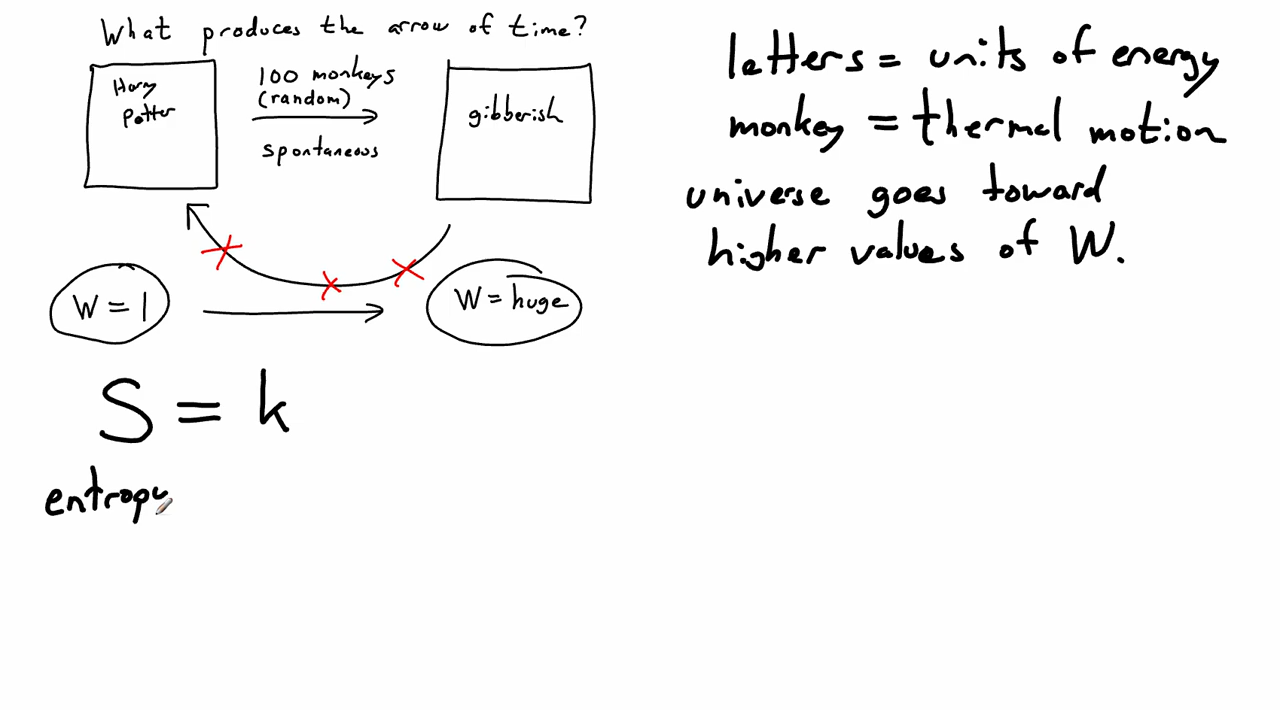 What produces the arrow of time?
Harry
Potter
100 monkeys
(random)
spontaneous
gibberish
W = 1
W = huge
S = k
entropy
letters = units of energy
monkey = thermal motion
universe goes toward
higher values of W.